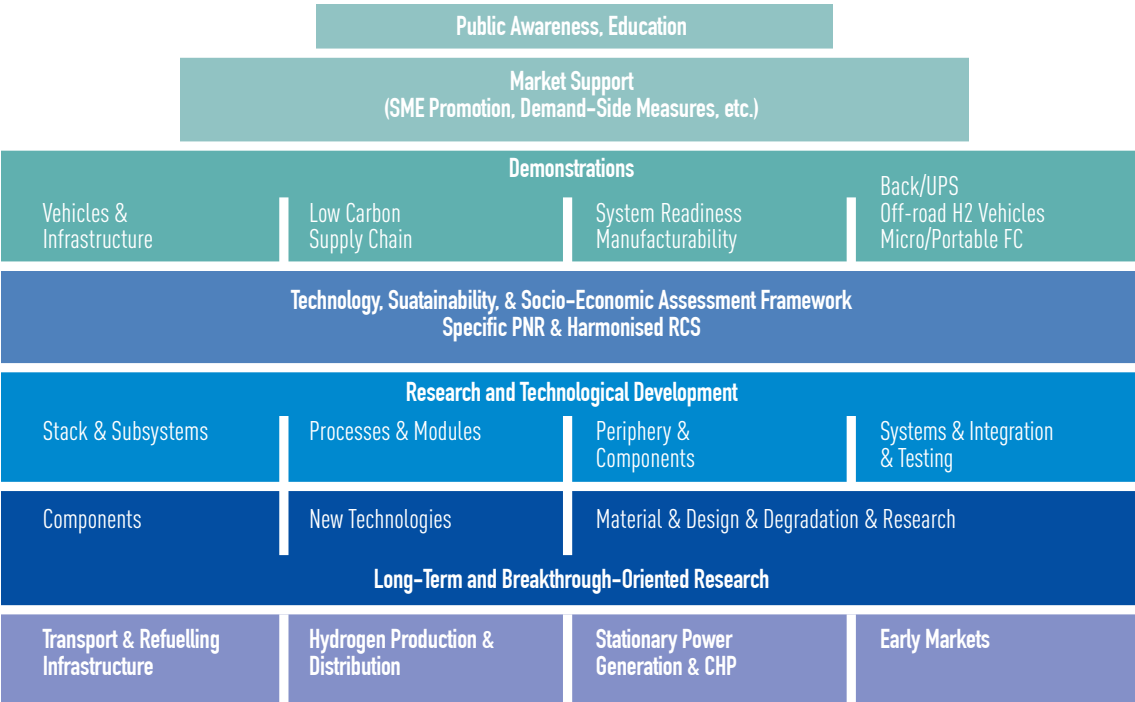 Public Awareness, Education
Market Support
(SME Promotion, Demand-Side Measures, etc.)
Demonstrations
Vehicles &
Infrastructure
Low Carbon
Supply Chain
System Readiness
Manufacturability
Back/UPS
Off-road H2 Vehicles
Micro/Portable FC
Technology, Suatainability, & Socio-Economic Assessment Framework
Specific PNR & Harmonised RCS
Research and Technological Development
Stack & Subsystems
Processes & Modules
Periphery &
Components
Systems & Integration
& Testing
Components
New Technologies
Material & Design & Degradation & Research
Long-Term and Breakthrough-Oriented Research
Transport & Refuelling
Infrastructure
Hydrogen Production &
Distribution
Stationary Power
Generation & CHP
Early Markets